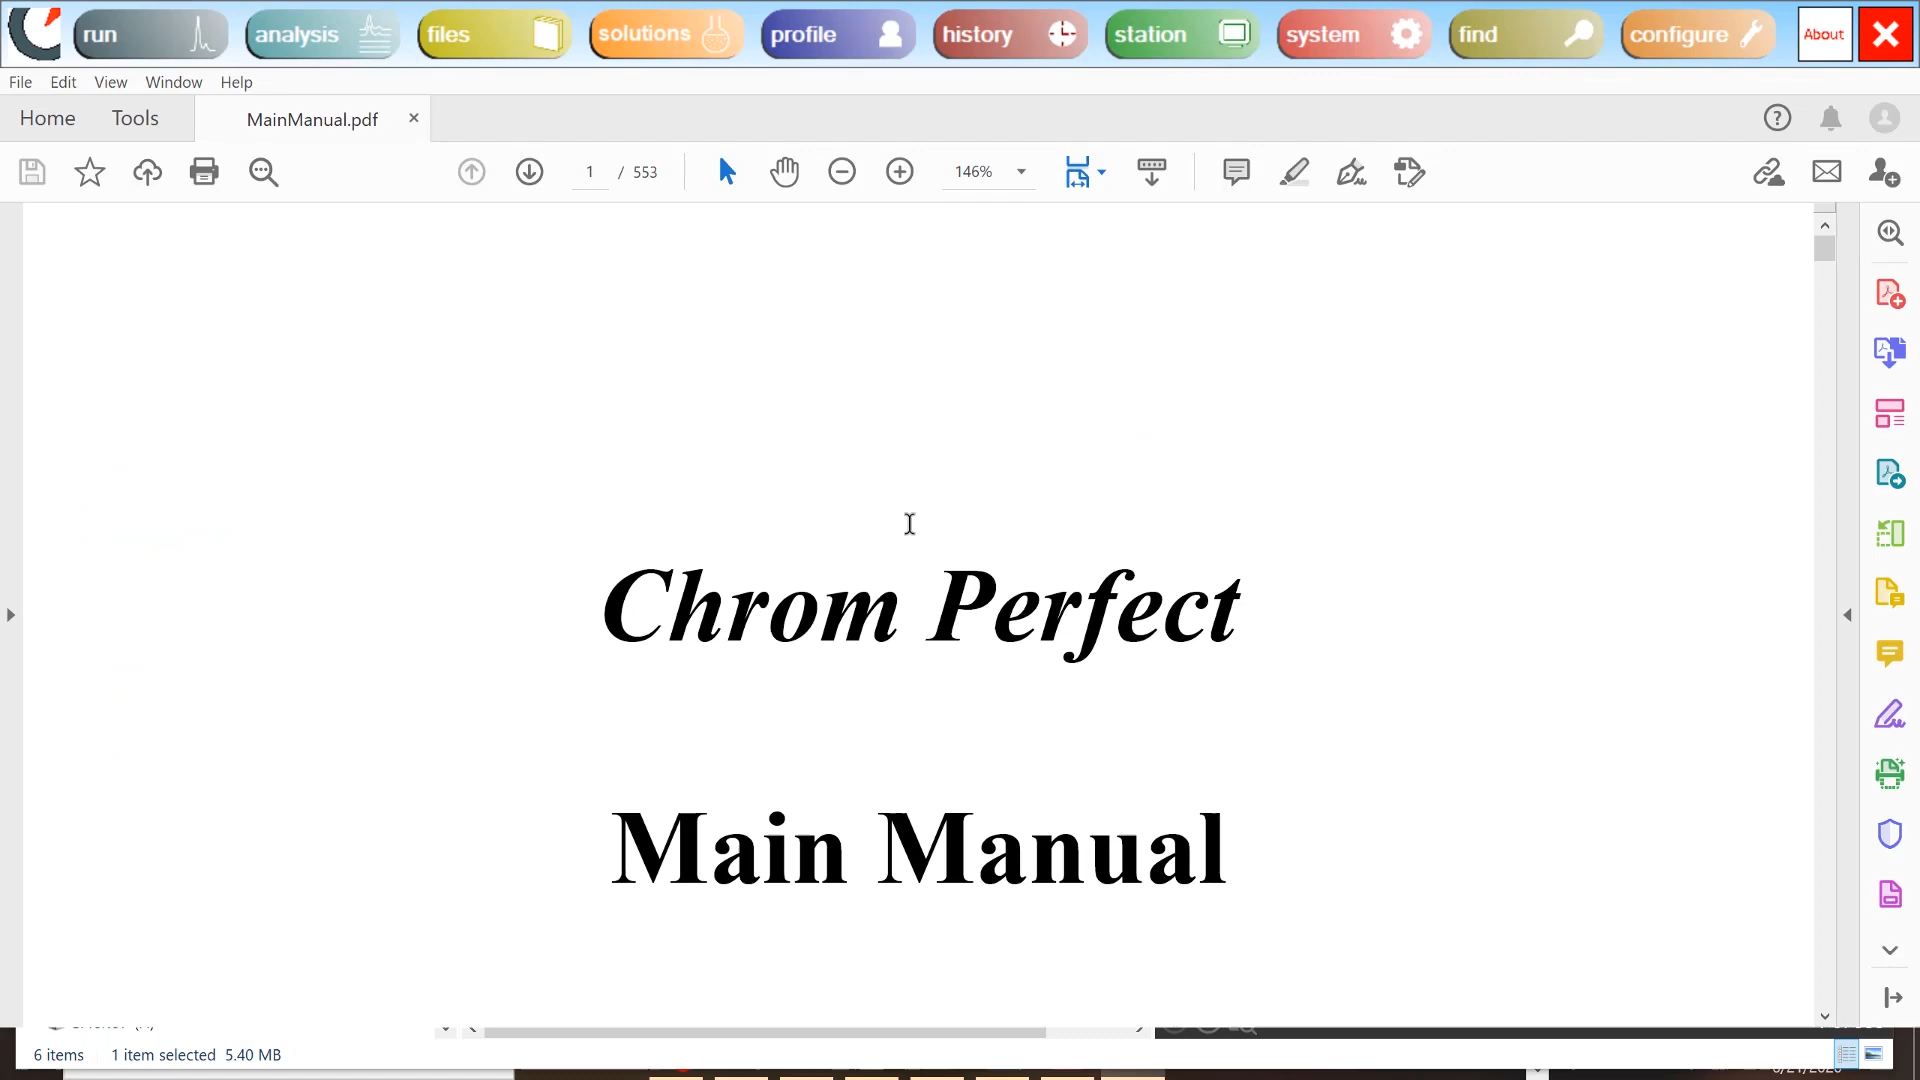 run analysis files solutions profile history station system find configure About
File Edit View Window Help
Home Tools MainManual.pdf
1 / 553 146%
Chrom Perfect
Main Manual
6 items 1 item selected 5.40 MB